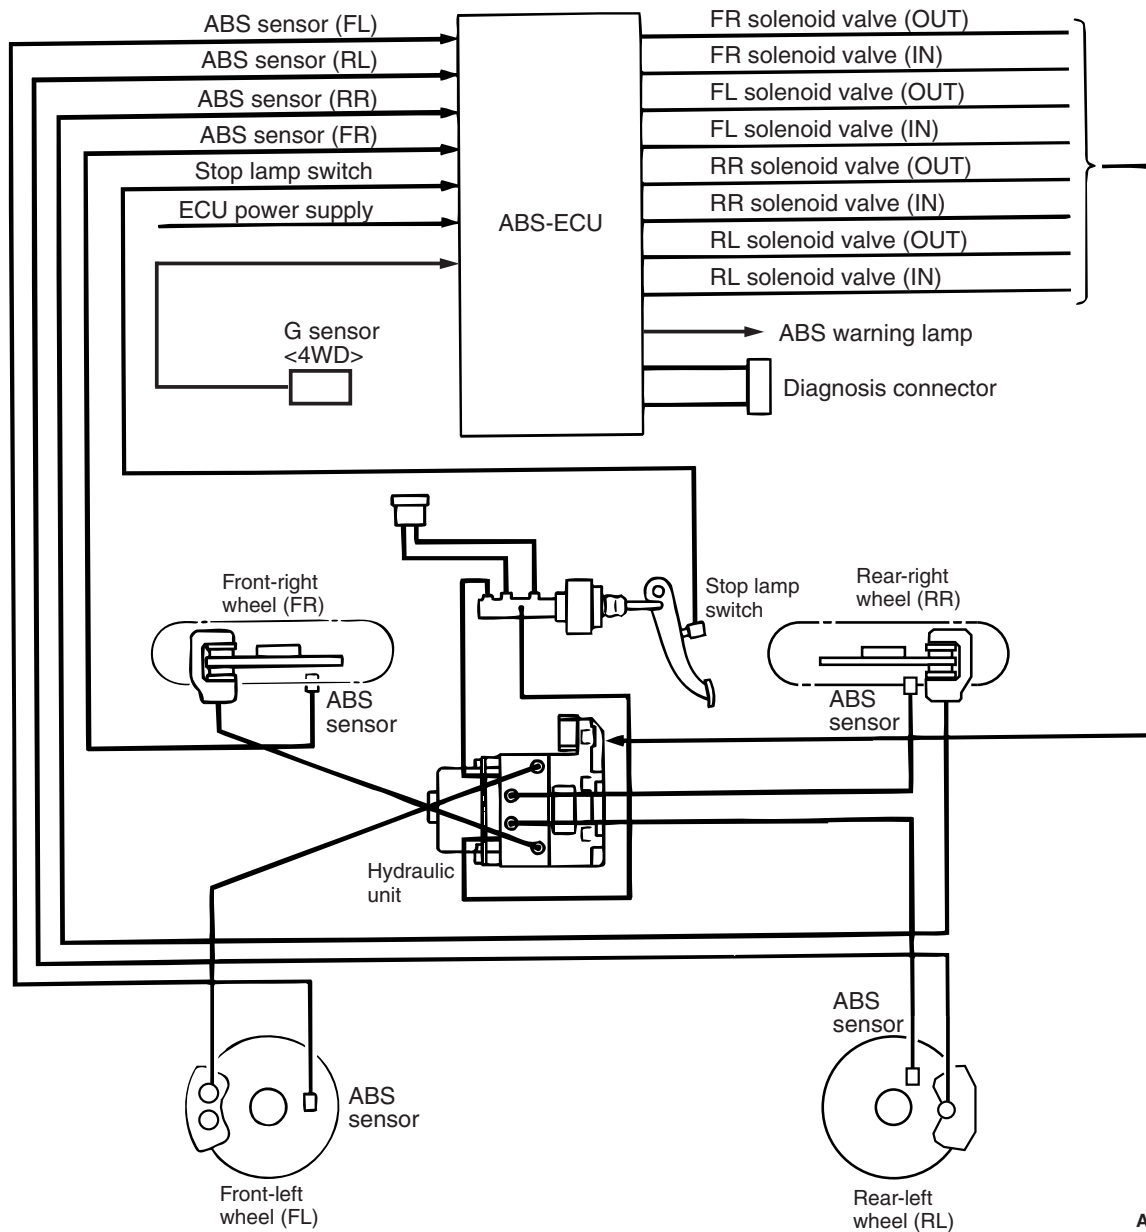 ABS sensor (FL)
ABS sensor (RL)
ABS sensor (RR)
ABS sensor (FR)
Stop lamp switch
ECU power supply
G sensor
<4WD>
ABS-ECU
FR solenoid valve (OUT)
FR solenoid valve (IN)
FL solenoid valve (OUT)
FL solenoid valve (IN)
RR solenoid valve (OUT)
RR solenoid valve (IN)
RL solenoid valve (OUT)
RL solenoid valve (IN)
ABS warning lamp
Diagnosis connector
Front-right
wheel (FR)
ABS
sensor
Stop lamp
switch
Rear-right
wheel (RR)
ABS
sensor
Hydraulic
unit
ABS
sensor
Front-left
wheel (FL)
ABS
sensor
Rear-left
wheel (RL)
A